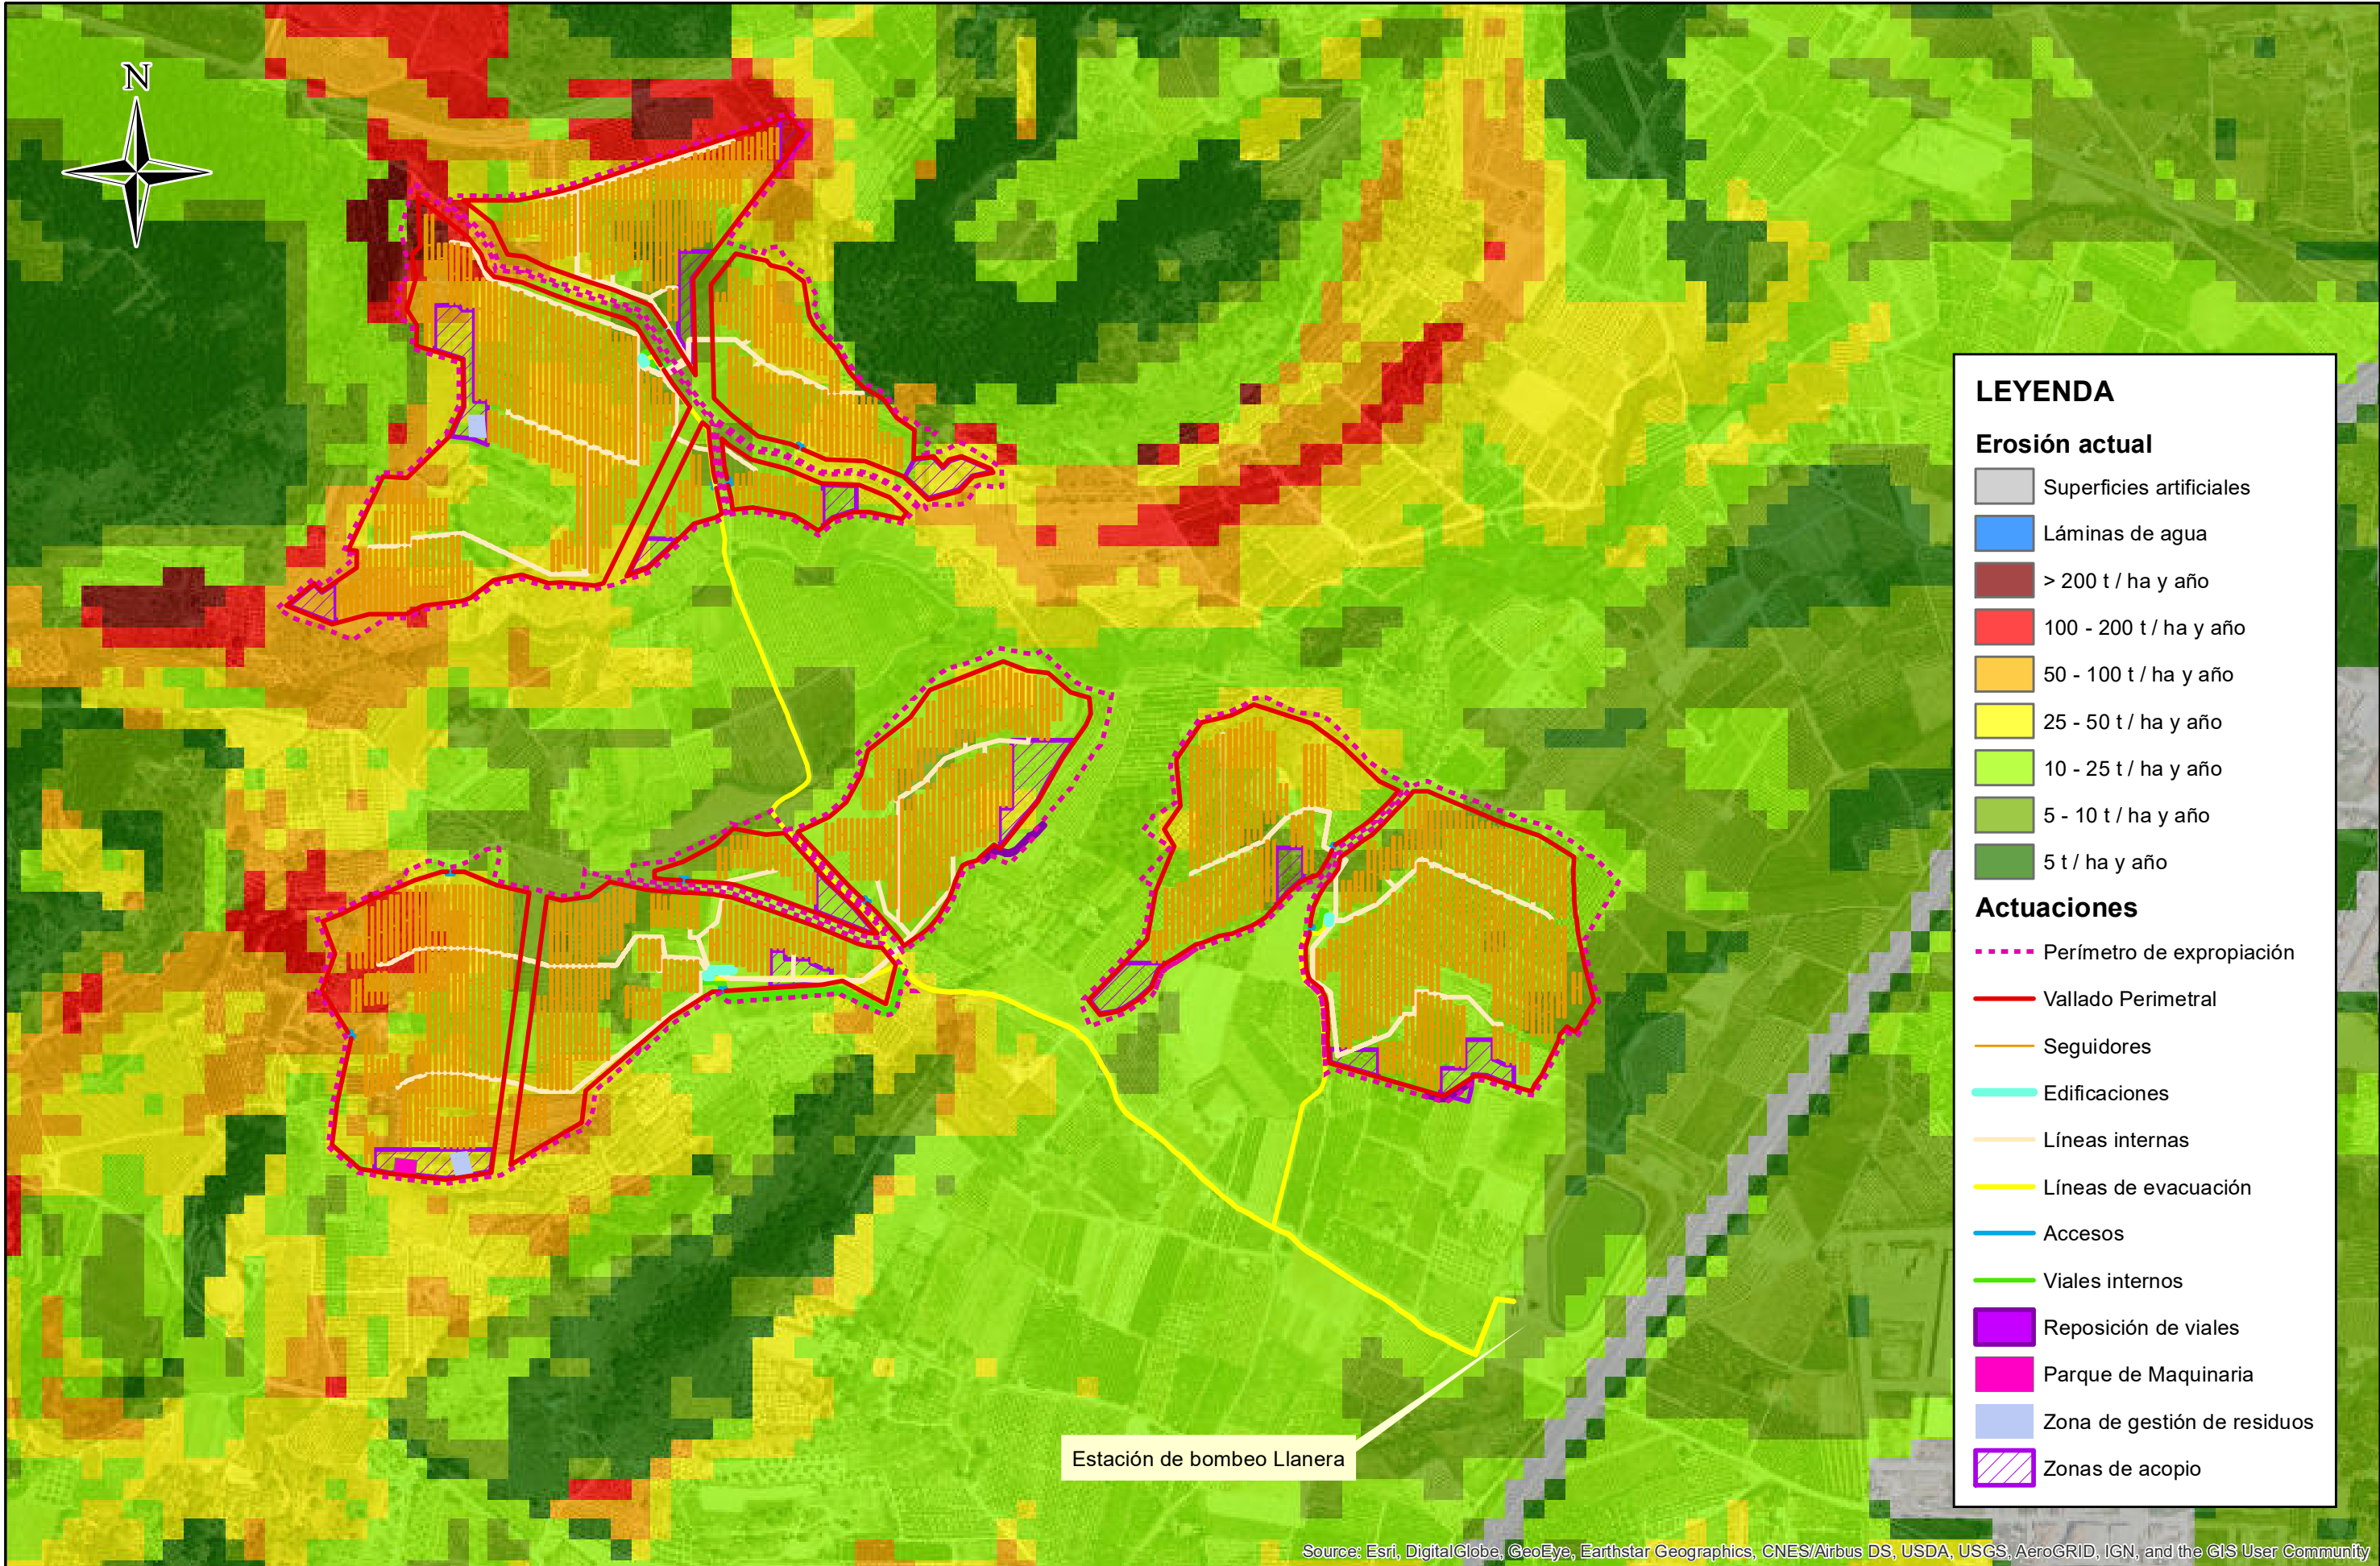 N
LEYENDA
Erosión actual
Superficies artificiales
Láminas de agua
> 200 t / ha y año
100 - 200 t / ha y año
50 - 100 t / ha y año
25 - 50 t / ha y año
10 - 25 t / ha y año
5 - 10 t / ha y año
5 t / ha y año
Actuaciones
Perímetro de expropiación
Vallado Perimetral
Seguidores
Edificaciones
Líneas internas
Líneas de evacuación
Accesos
Viales internos
Reposición de viales
Parque de Maquinaria
Zona de gestión de residuos
Zonas de acopio
Estación de bombeo Llanera
Source: Esri, DigitalGlobe, GeoEye, Earthstar Geographics, CNES/Airbus DS, USDA, USGS, AeroGRID, IGN, and the GIS User Community